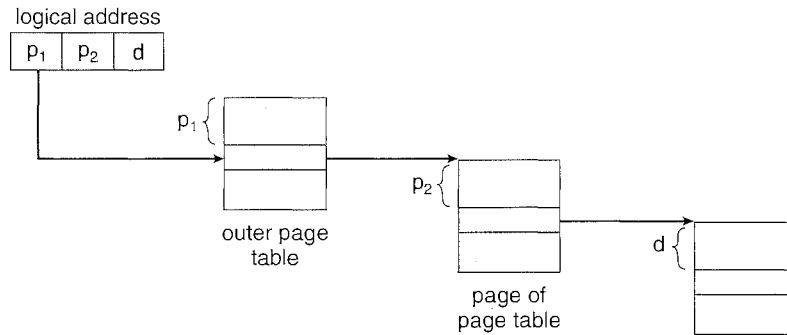 logical address
p1 p2 d
p1
outer page
table
p2
page of
page table
d